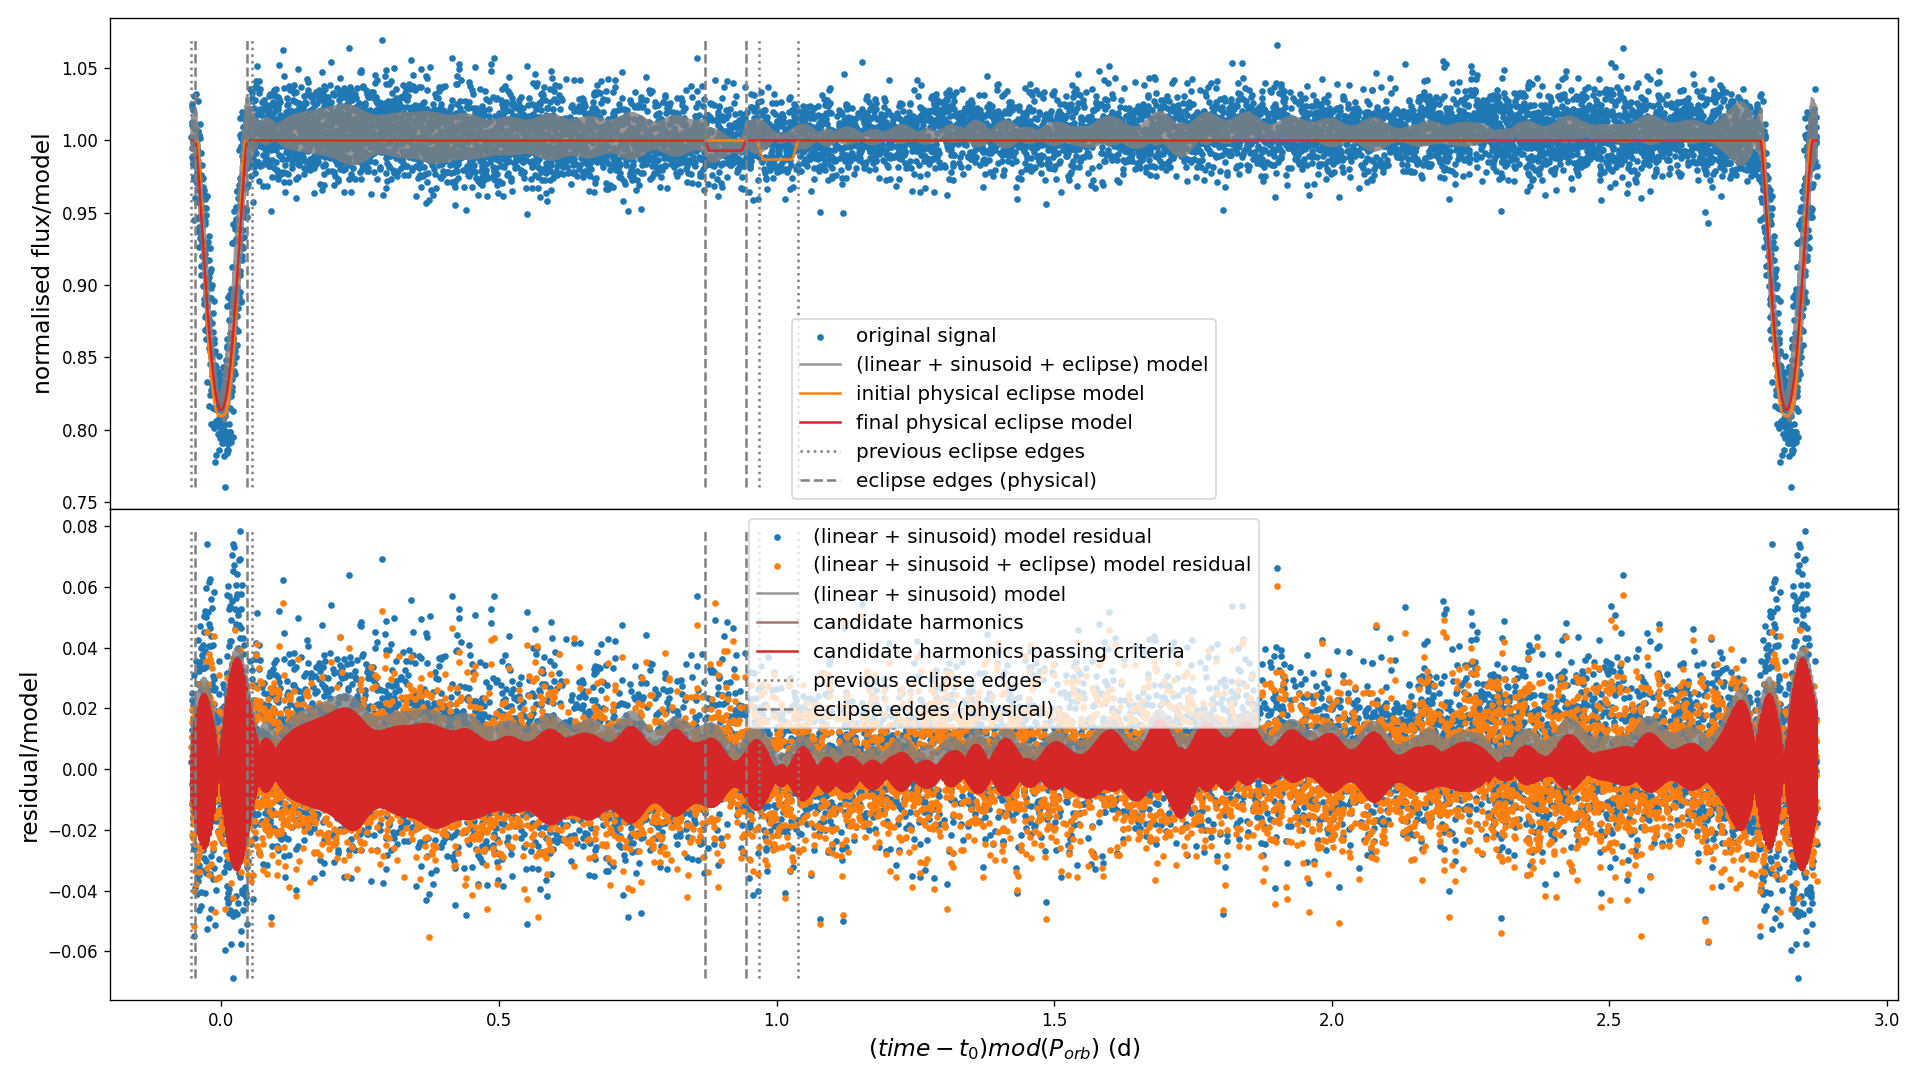 normalised flux/model
1.05
1.00
0.95
0.90
0.85
0.80
0.75
original signal
(linear + sinusoid + eclipse) model
initial physical eclipse model
final physical eclipse model
previous eclipse edges
eclipse edges (physical)
residual/model
0.08
0.06
0.04
0.02
0.00
−0.02
−0.04
−0.06
(linear + sinusoid) model residual
(linear + sinusoid + eclipse) model residual
(linear + sinusoid) model
candidate harmonics
candidate harmonics passing criteria
previous eclipse edges
eclipse edges (physical)
0.0 0.5 1.0 1.5 2.0 2.5 3.0
(time − t₀)mod(P_orb) (d)